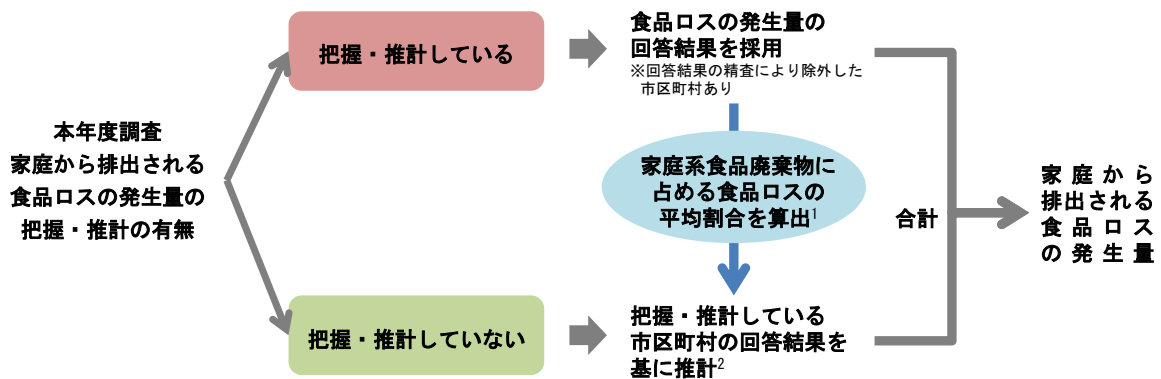 本年度調査
家庭から排出される
食品ロスの発生量の
把握・推計の有無
把握・推計している
食品ロスの発生量の
回答結果を採用
※回答結果の精査により除外した
市区町村あり
家庭系食品廃棄物に
占める食品ロスの
平均割合を算出1
把握・推計していない
把握・推計している
市区町村の回答結果を
基に推計2
合計
家庭から
排出される
食品ロス
の発生量